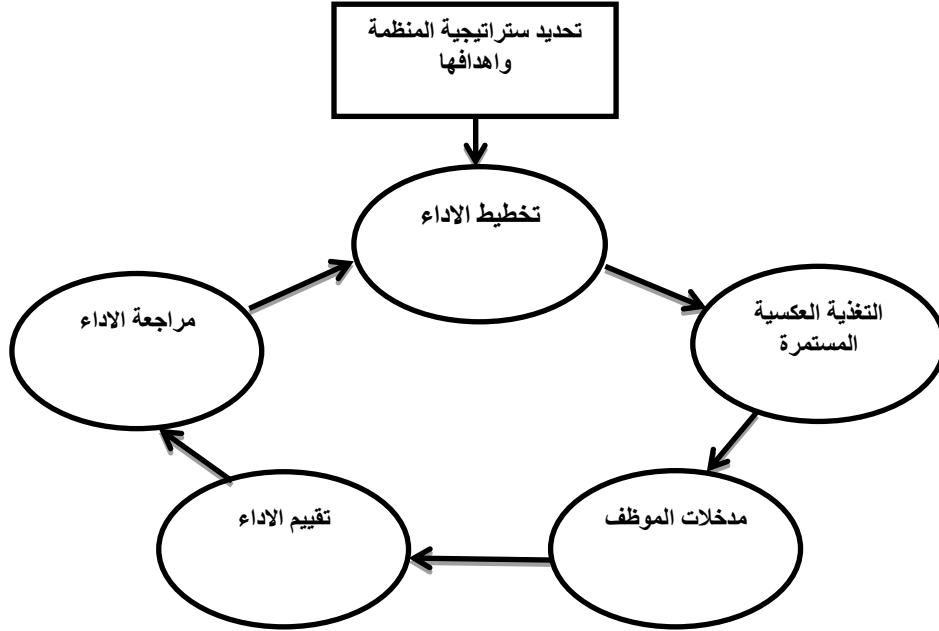 تحديد ستراتيجية المنظمة
واهدافها
تخطيط الاداء
التغذية العكسية
المستمرة
مدخلات الموظف
تقييم الاداء
مراجعة الاداء